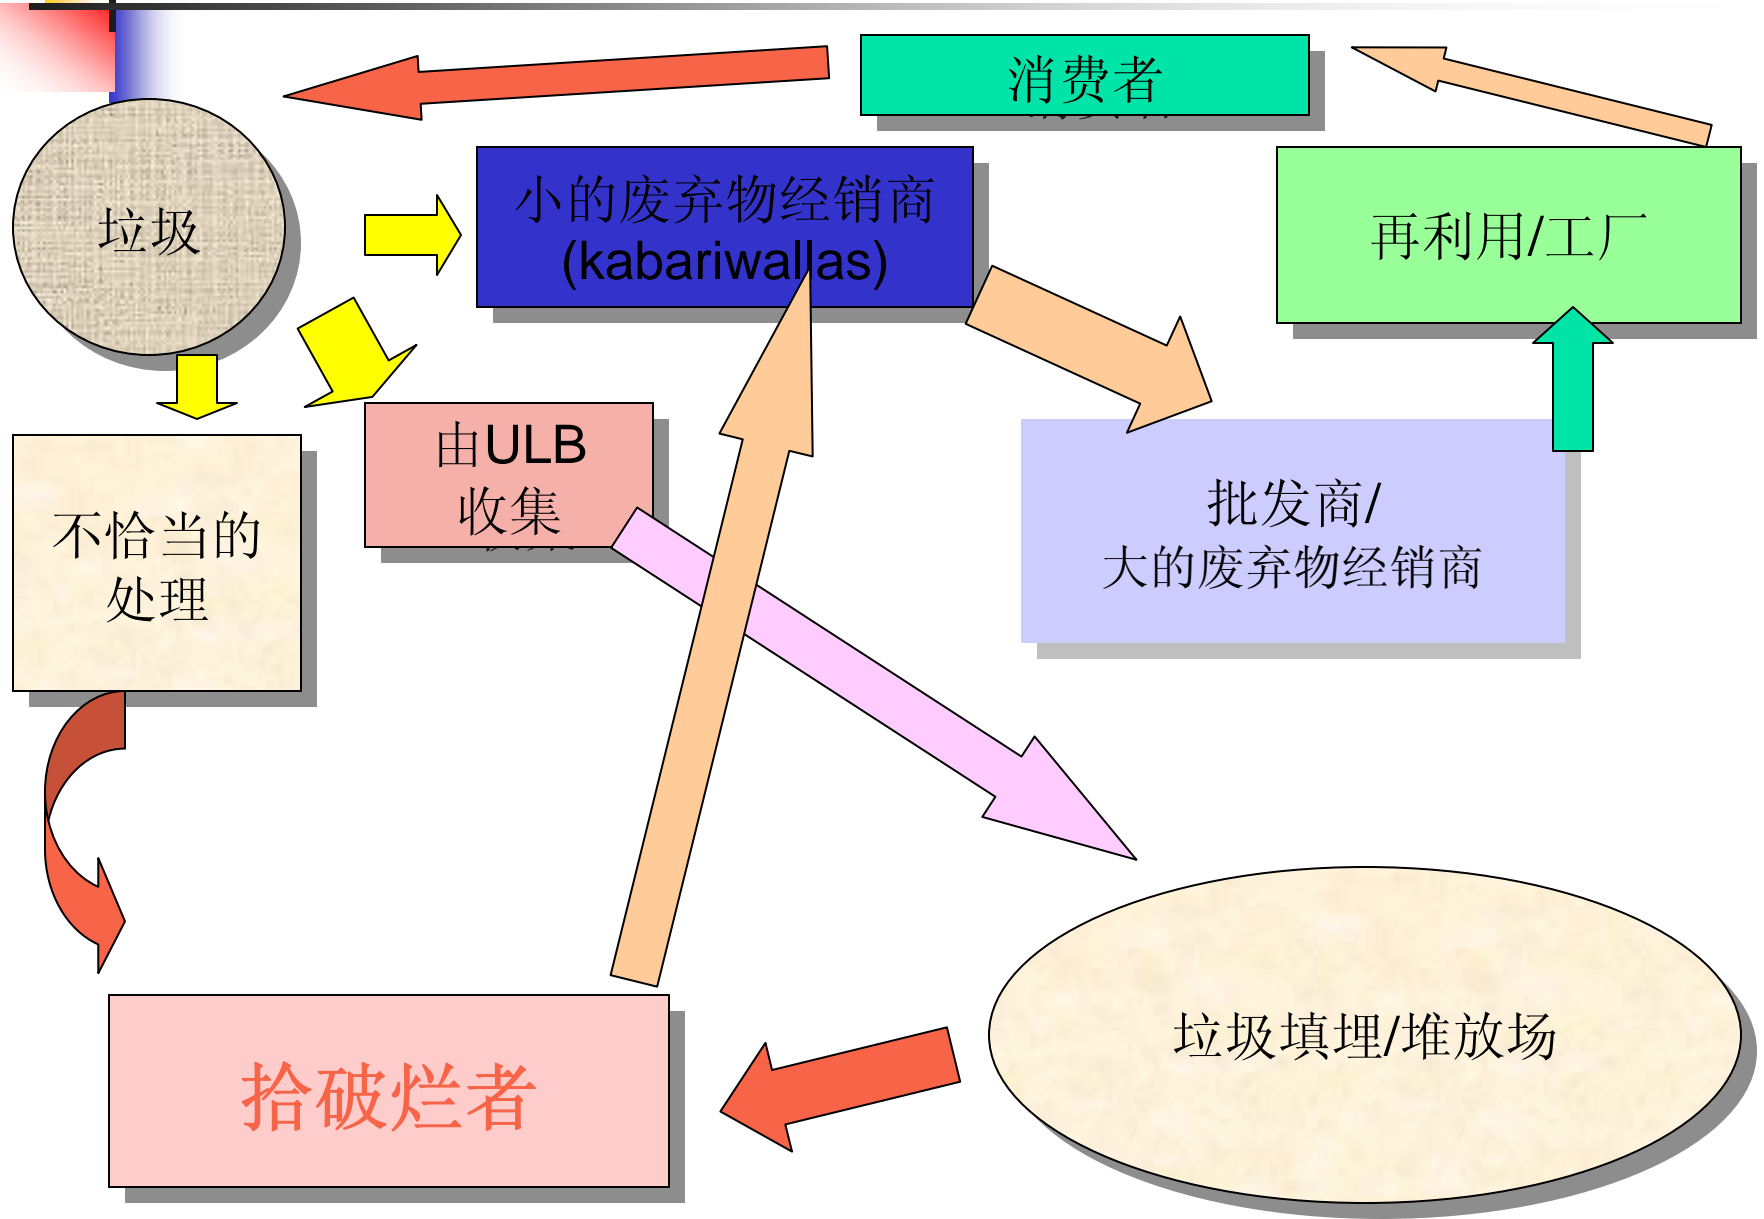 消费者
垃圾
小的废弃物经销商
(kabariwallas)
再利用/工厂
由ULB
收集
不恰当的
处理
批发商/
大的废弃物经销商
拾破烂者
垃圾填埋/堆放场